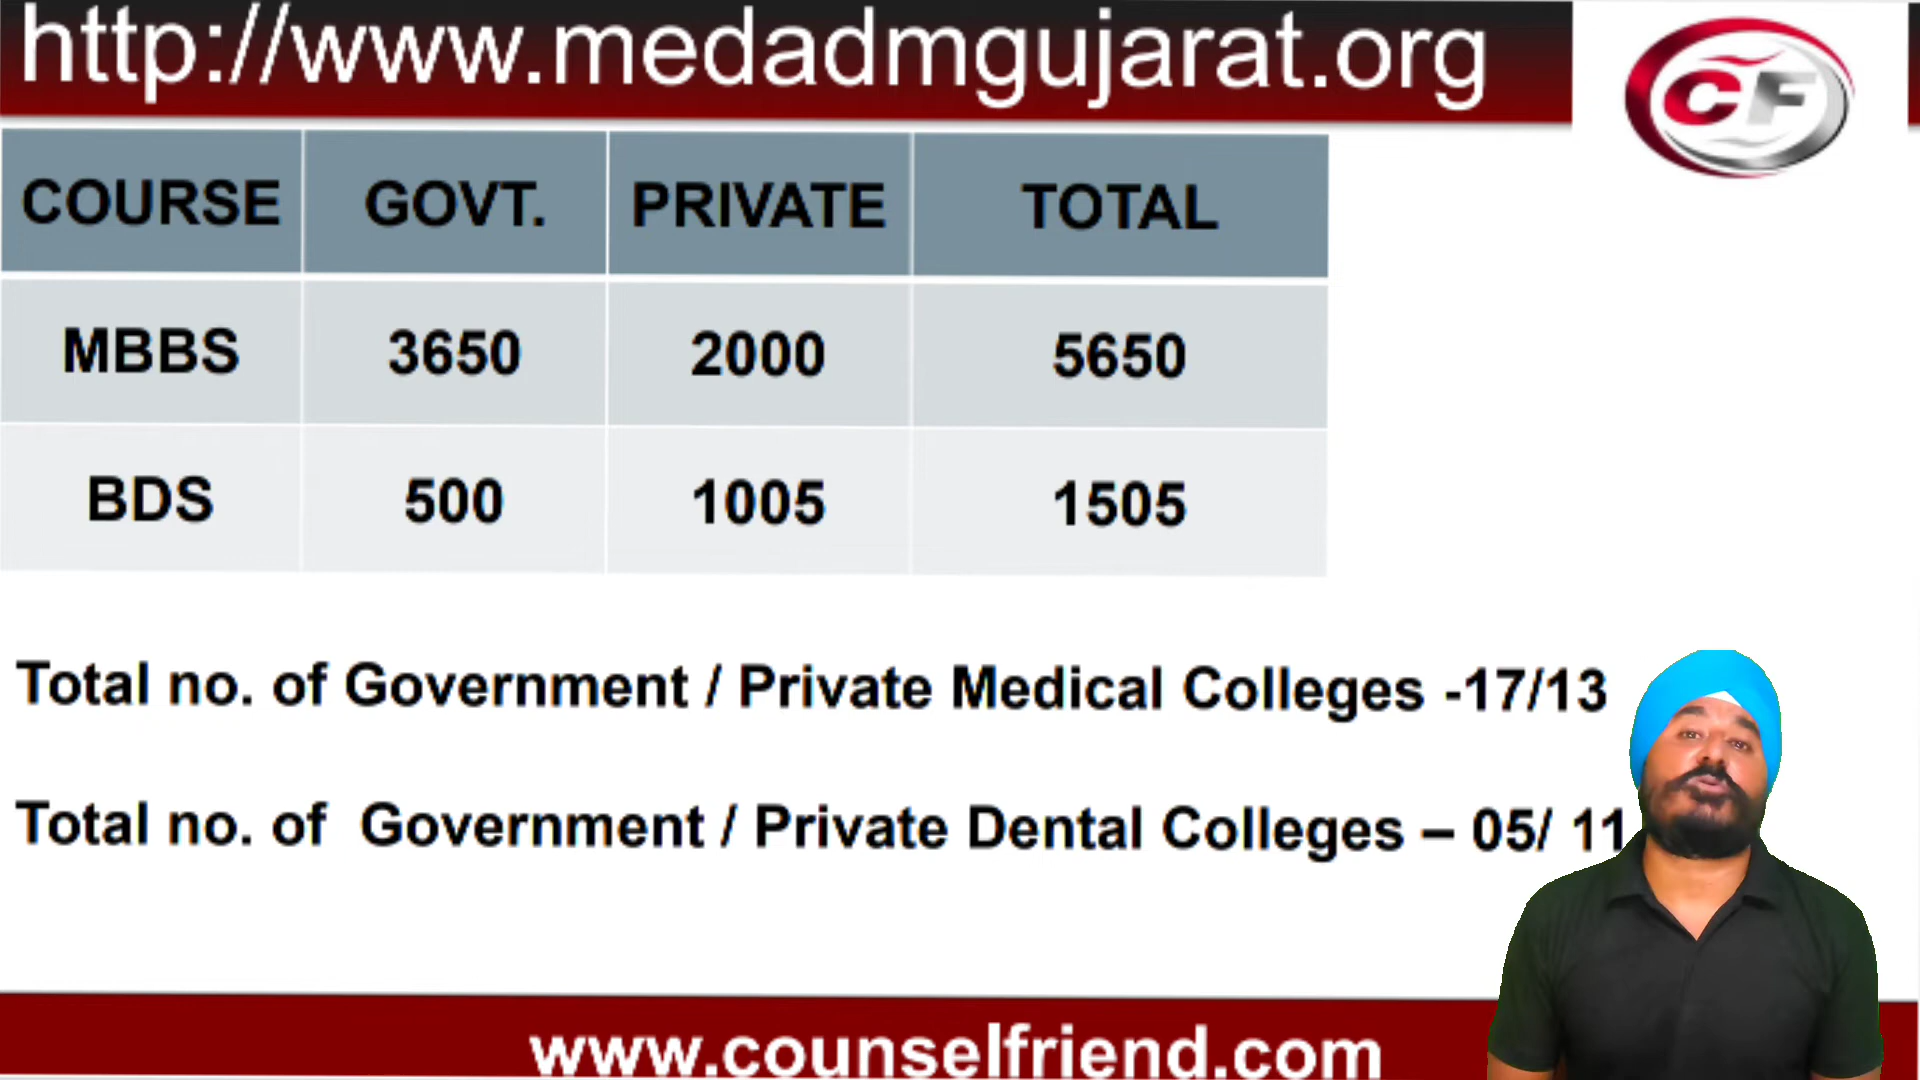 http://www.medadmgujarat.org
CF
COURSE GOVT. PRIVATE TOTAL
MBBS 3650 2000 5650
BDS 500 1005 1505
Total no. of Government / Private Medical Colleges -17/13
Total no. of Government / Private Dental Colleges – 05/ 11
www.counselfriend.com